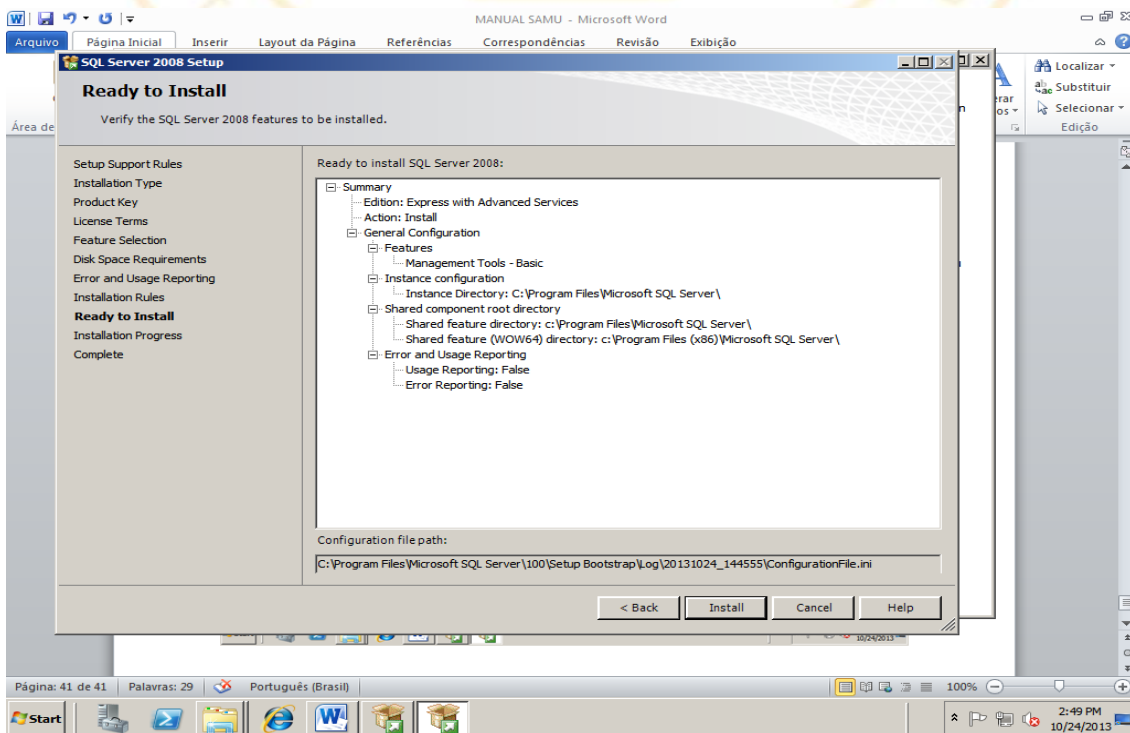 MANUAL SAMU - Microsoft Word
Arquivo Página Inicial Inserir Layout da Página Referências Correspondências Revisão Exibição
SQL Server 2008 Setup
Localizar
Substituir
Selecionar
Edição
Área de
Ready to Install
Verify the SQL Server 2008 features to be installed.
Setup Support Rules
Installation Type
Product Key
License Terms
Feature Selection
Disk Space Requirements
Error and Usage Reporting
Installation Rules
Ready to Install
Installation Progress
Complete
Ready to install SQL Server 2008:
Summary
Edition: Express with Advanced Services
Action: Install
General Configuration
Features
Management Tools - Basic
Instance configuration
Instance Directory: C:\Program Files\Microsoft SQL Server\
Shared component root directory
Shared feature directory: c:\Program Files\Microsoft SQL Server\
Shared feature (WOW64) directory: c:\Program Files (x86)\Microsoft SQL Server\
Error and Usage Reporting
Usage Reporting: False
Error Reporting: False
Configuration file path:
C:\Program Files\Microsoft SQL Server\100\Setup Bootstrap\Log\20131024_144555\ConfigurationFile.ini
< Back Install Cancel Help
10/24/2013
Página: 41 de 41 Palavras: 29 Português (Brasil) 100%
Start
2:49 PM
10/24/2013